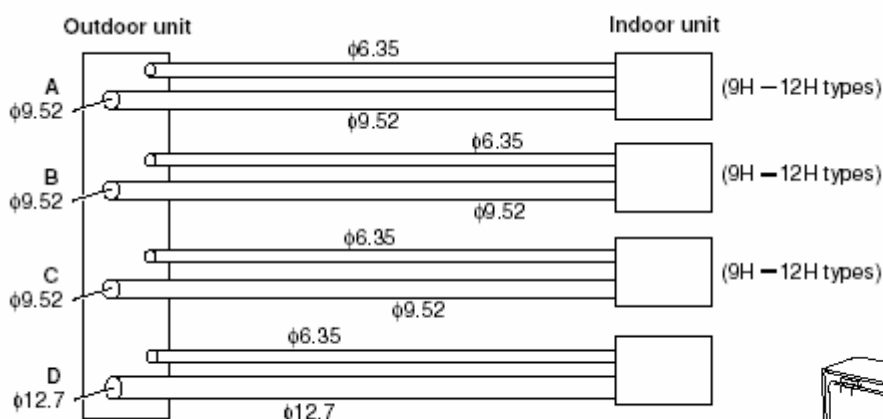 Outdoor unit
Indoor unit
ϕ6.35
A
ϕ9.52
(9H − 12H types)
ϕ9.52
ϕ6.35
B
ϕ9.52
(9H − 12H types)
ϕ9.52
ϕ6.35
C
ϕ9.52
(9H − 12H types)
ϕ9.52
ϕ6.35
D
ϕ12.7
ϕ12.7